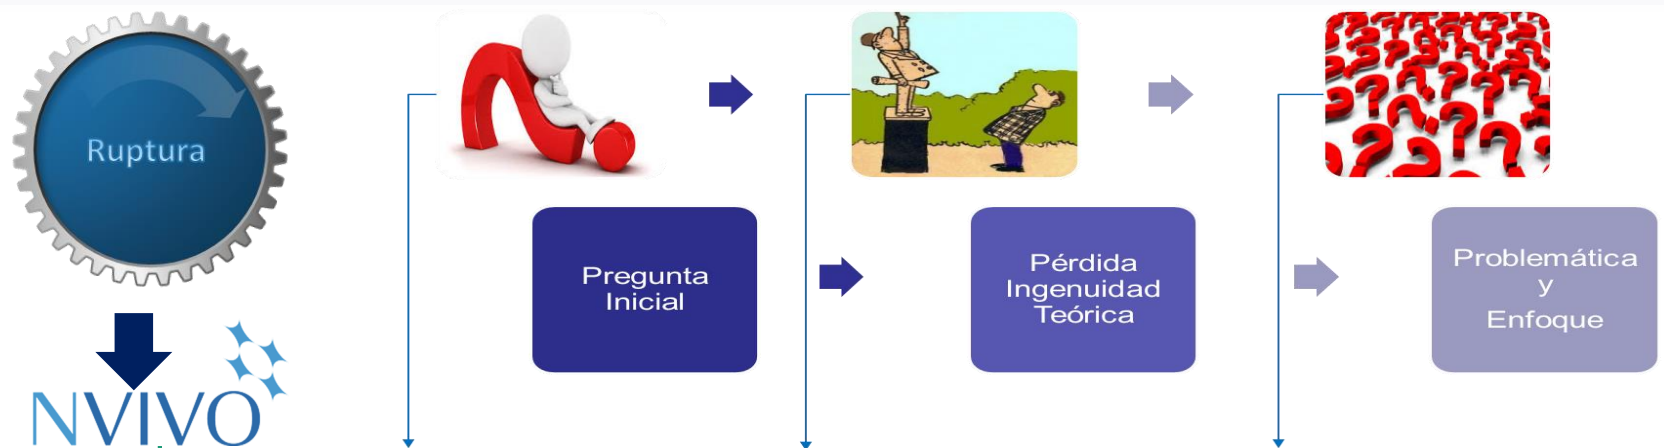 Ruptura
NVIVO
Pregunta
Inicial
Pérdida
Ingenuidad
Teórica
Problemática
y
Enfoque